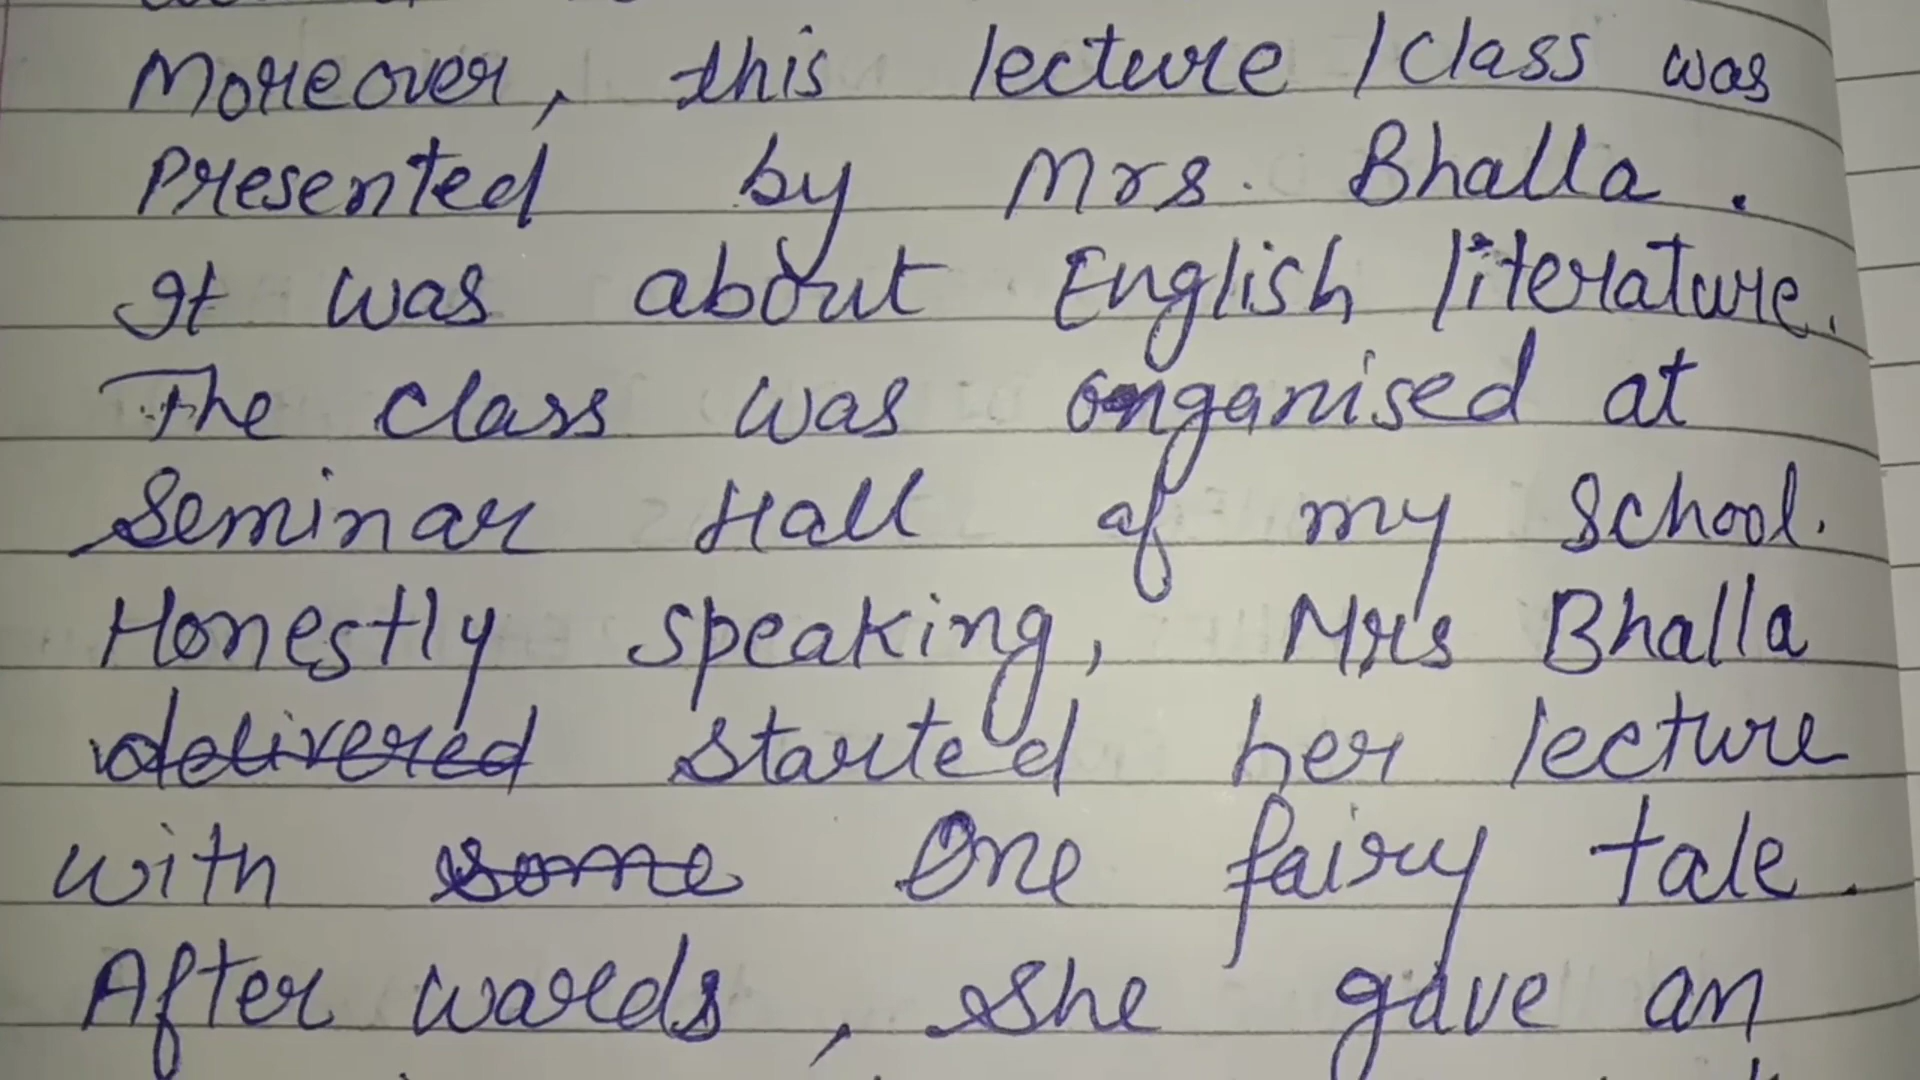 Moreover, this lecture /class was
Presented by Mrs. Bhalla.
It was about English literature.
The class was organised at
Seminar Hall of my School.
Honestly speaking, Mrs Bhalla
delivered started her lecture
with some One fairy tale.
After wards, she gave an